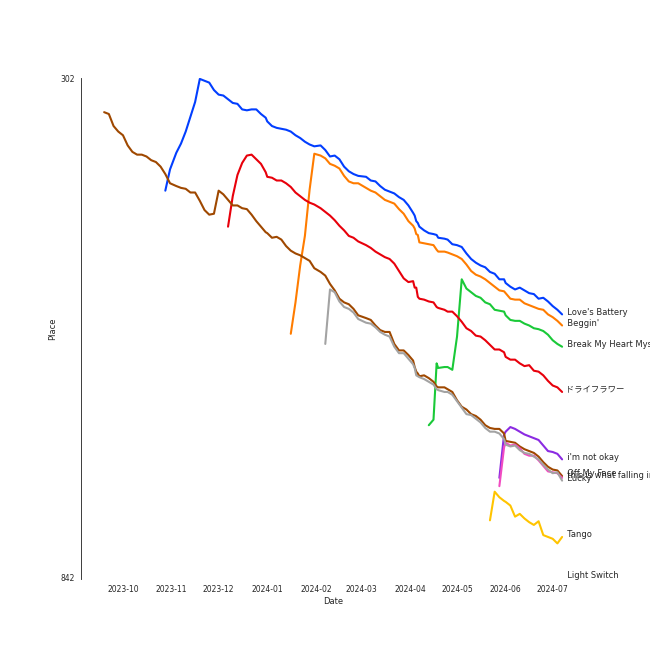 302
Love's Battery
Beggin'
Break My Heart Mys
ドライフラワー
i'm not okay
Off My Face
what falling i
Lucky
Tango
Light Switch
842
2023-10 2023-11 2023-12 2024-01 2024-02 2024-03 2024-04 2024-05 2024-06 2024-07
Date
Place